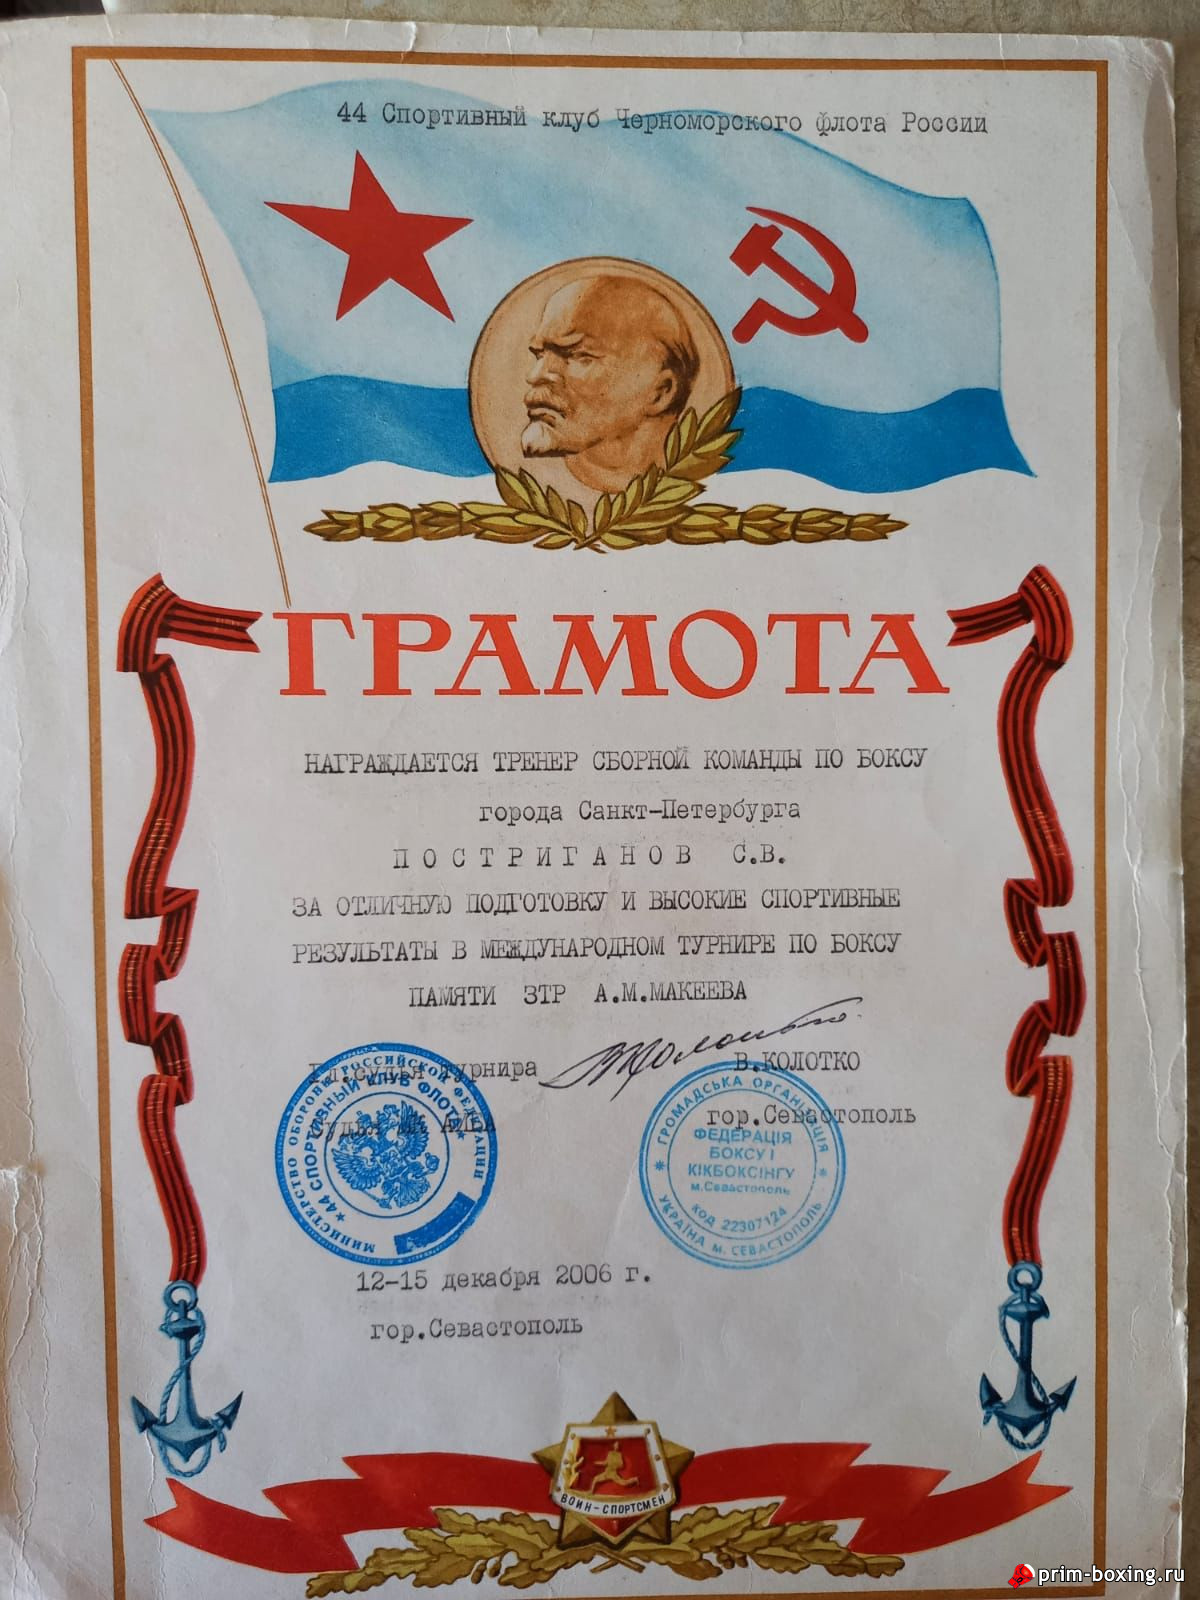 44 Спортивный клуб Черноморского флота России
ГРАМОТА
НАГРАЖДАЕТСЯ ТРЕНЕР СБОРНОЙ КОМАНДЫ ПО БОКСУ
города Санкт-Петербурга
ПОСТРИГАНОВ С.В.
ЗА ОТЛИЧНУЮ ПОДГОТОВКУ И ВЫСОКИЕ СПОРТИВНЫЕ
РЕЗУЛЬТАТЫ В МЕЖДУНАРОДНОМ ТУРНИРЕ ПО БОКСУ
ПАМЯТИ ЗТР А.М.МАКЕЕВА
Гл.судья турнира В.КОЛОТКО
судья гор.Севастополь
МИНИСТЕРСТВО ОБОРОНЫ РОССИЙСКОЙ ФЕДЕРАЦИИ
★ 44 СПОРТИВНЫЙ КЛУБ ФЛОТА ★
ГРОМАДСЬКА ОРГАНІЗАЦІЯ
ФЕДЕРАЦІЯ
БОКСУ І
КІКБОКСІНГУ
м.Севастополь
код 22307124
УКРАЇНА м. СЕВАСТОПОЛЬ
12-15 декабря 2006 г.
гор.Севастополь
ВОИН-СПОРТСМЕН
prim-boxing.ru